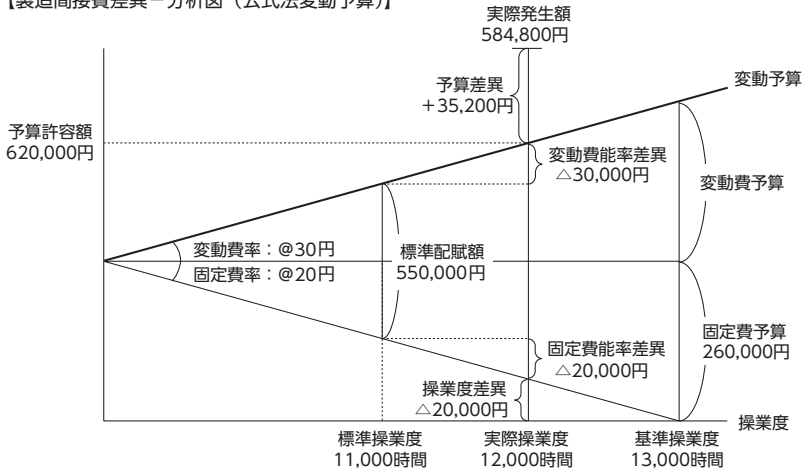 【製造間接費差異－分析図（公式法変動予算）】
実際発生額
584,800円
予算差異
＋35,200円
変動予算
予算許容額
620,000円
変動費能率差異
△30,000円
変動費予算
変動費率：@30円
固定費率：@20円
標準配賦額
550,000円
固定費能率差異
△20,000円
固定費予算
260,000円
操業度差異
△20,000円
操業度
標準操業度
11,000時間
実際操業度
12,000時間
基準操業度
13,000時間